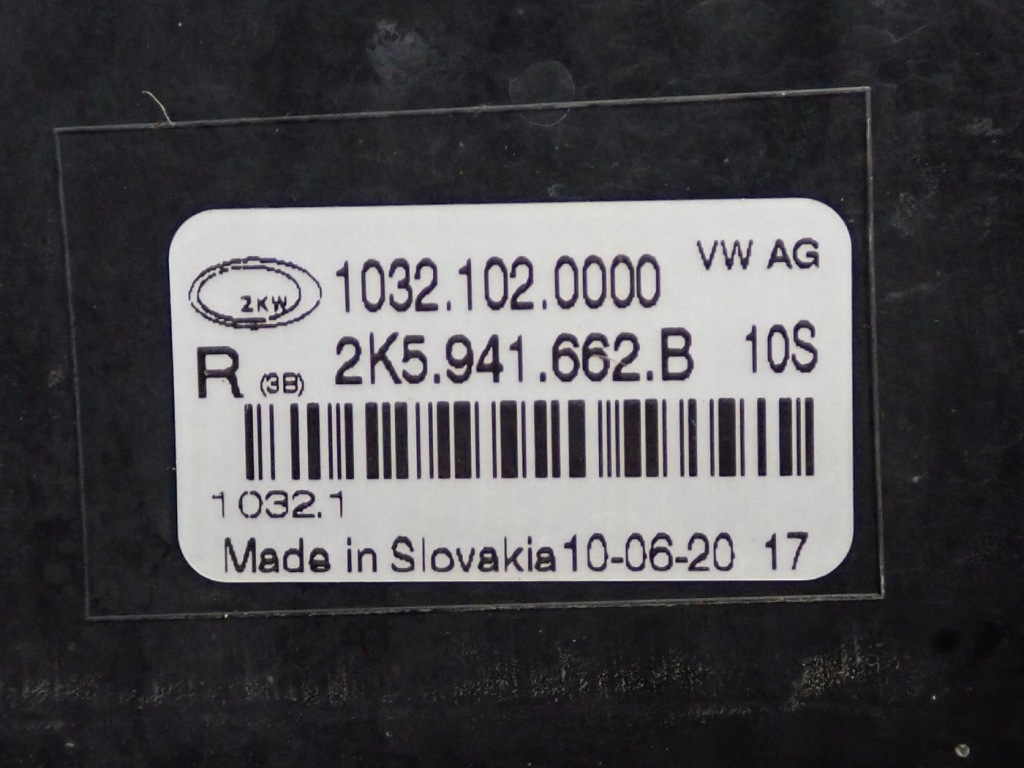 VW AG
ZKW 1032.102.0000
R (3B) 2K5.941.662.B 10S
1032.1
Made in Slovakia 10-06-20 17